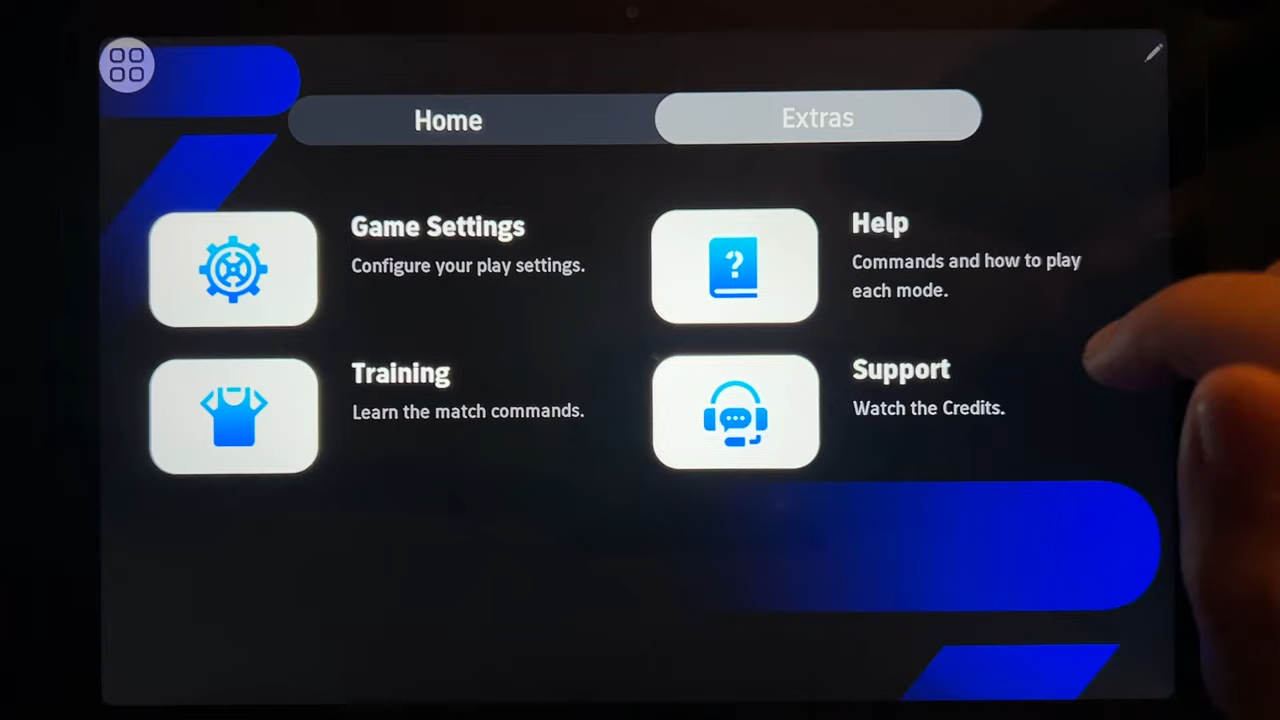 Home
Extras
Game Settings
Configure your play settings.
Help
Commands and how to play
each mode.
Training
Learn the match commands.
Support
Watch the Credits.